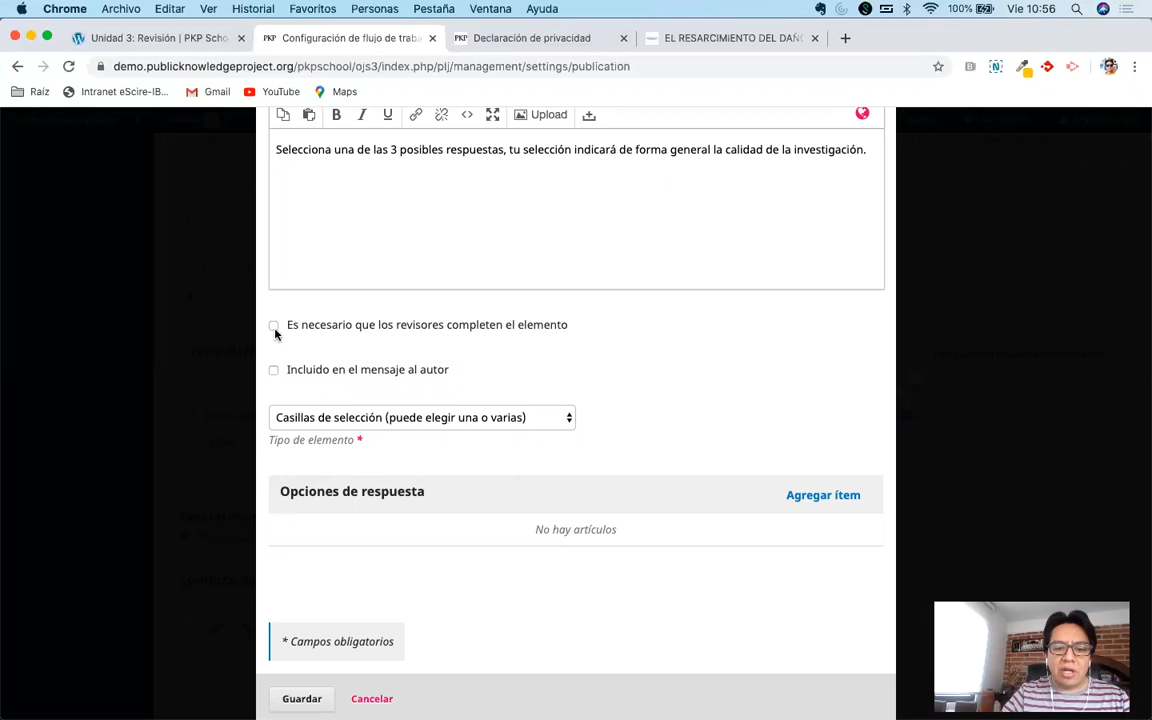 Chrome Archivo Editar Ver Historial Favoritos Personas Pestaña Ventana Ayuda 100% Vie 10:56
Unidad 3: Revisión | PKP Scho
PKP Configuración de flujo de traba
PKP Declaración de privacidad
EL RESARCIMIENTO DEL DAÑO
demo.publicknowledgeproject.org/pkpschool/ojs3/index.php/plj/management/settings/publication
Raíz Intranet eScire-IB... Gmail YouTube Maps
B I U Upload
Selecciona una de las 3 posibles respuestas, tu selección indicará de forma general la calidad de la investigación.
Es necesario que los revisores completen el elemento
Incluido en el mensaje al autor
Casillas de selección (puede elegir una o varias)
Tipo de elemento *
Opciones de respuesta
Agregar ítem
No hay artículos
* Campos obligatorios
Guardar Cancelar